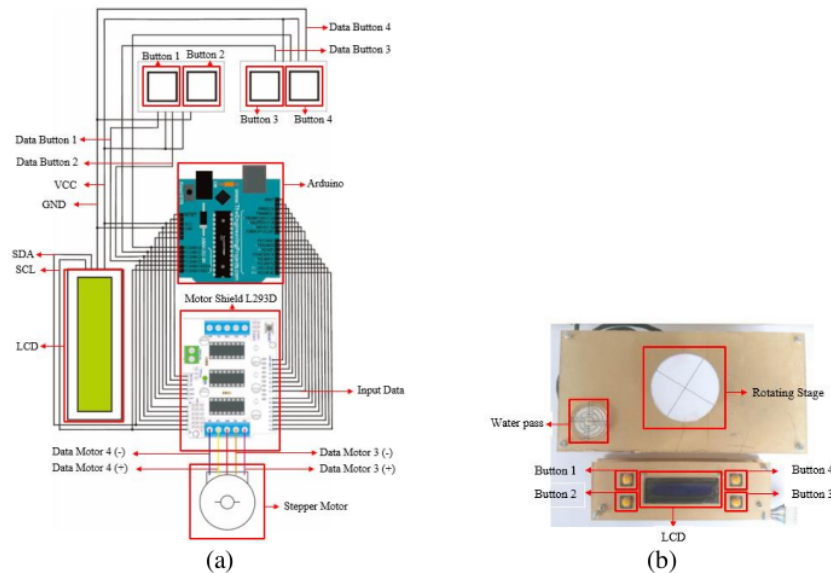 Data Button 4
Data Button 3
Button 1
Button 2
Button 3
Button 4
Data Button 1
Data Button 2
VCC
GND
Arduino
SDA
SCL
Motor Shield L293D
LCD
Input Data
Data Motor 4 (-)
Data Motor 3 (-)
Data Motor 4 (+)
Data Motor 3 (+)
Stepper Motor
(a)
Rotating Stage
Water pass
Button 1
Button 4
Button 2
Button 3
LCD
(b)